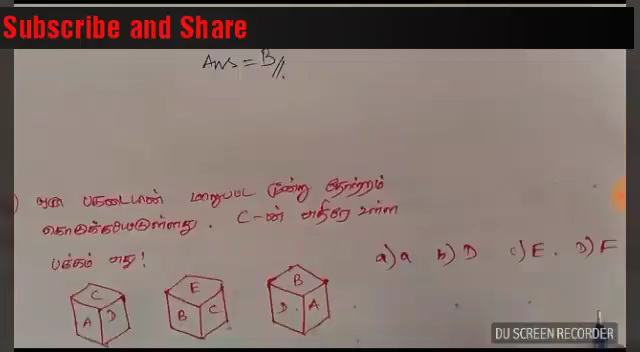 Subscribe and Share
Ans = B//.
ஒரு பகடையின் மாறுபட்ட மூன்று தோற்றம்
கொடுக்கப்பட்டுள்ளது. C-ன் எதிரே உள்ள
பக்கம் எது!
a) a b) D c) E. D) F
C A D
E B C
B D. A
DU SCREEN RECORDER